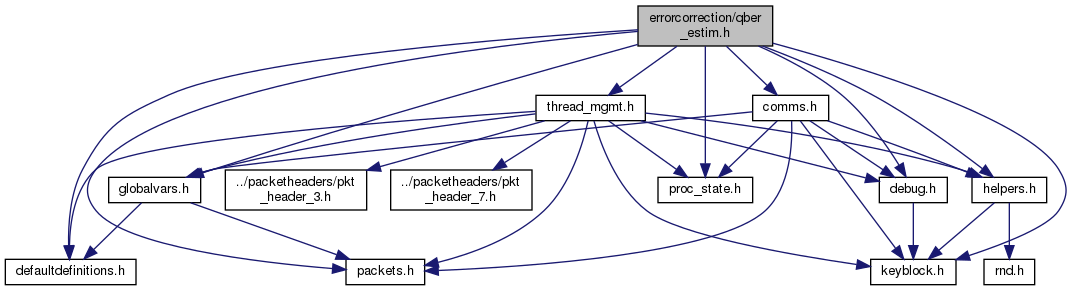 errorcorrection/qber
_estim.h
thread_mgmt.h
comms.h
globalvars.h
../packetheaders/pkt
_header_3.h
../packetheaders/pkt
_header_7.h
proc_state.h
debug.h
helpers.h
defaultdefinitions.h
packets.h
keyblock.h
rnd.h